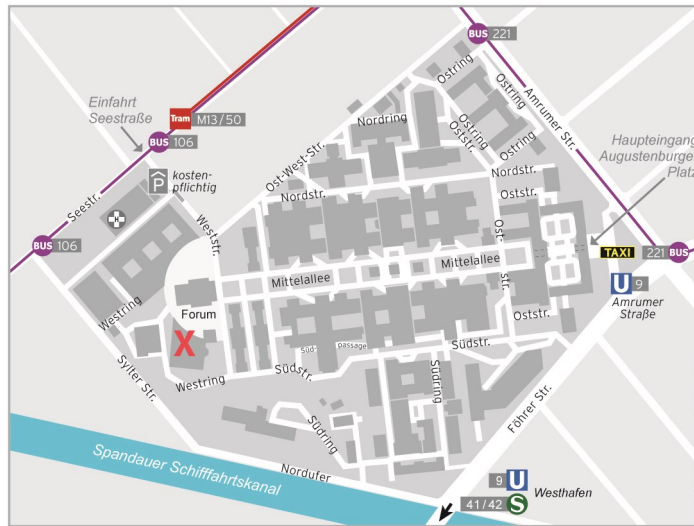 BUS 221
Ostring
Ostring
Amrumer Str.
Einfahrt
Seestraße
Tram M13/50
BUS 106
Nordring
Ostring
Oststr.
Ostring
Haupteingang
Augustenburger
Platz
kosten-
pflichtig
P
Ost-West-Str.
Nordstr.
Nordstr.
Oststr.
Seestr.
H
Weststr.
BUS 106
Mittelallee
Mittelallee
Ost-
str.
TAXI
221 BUS
U 9
Amrumer
Straße
Westring
Forum
X
Oststr.
Süd-
passage
Südstr.
Südstr.
Westring
Sylter Str.
Südring
Südring
Föhrer Str.
Spandauer Schifffahrtskanal
Nordufer
9 U
41/42 S
Westhafen